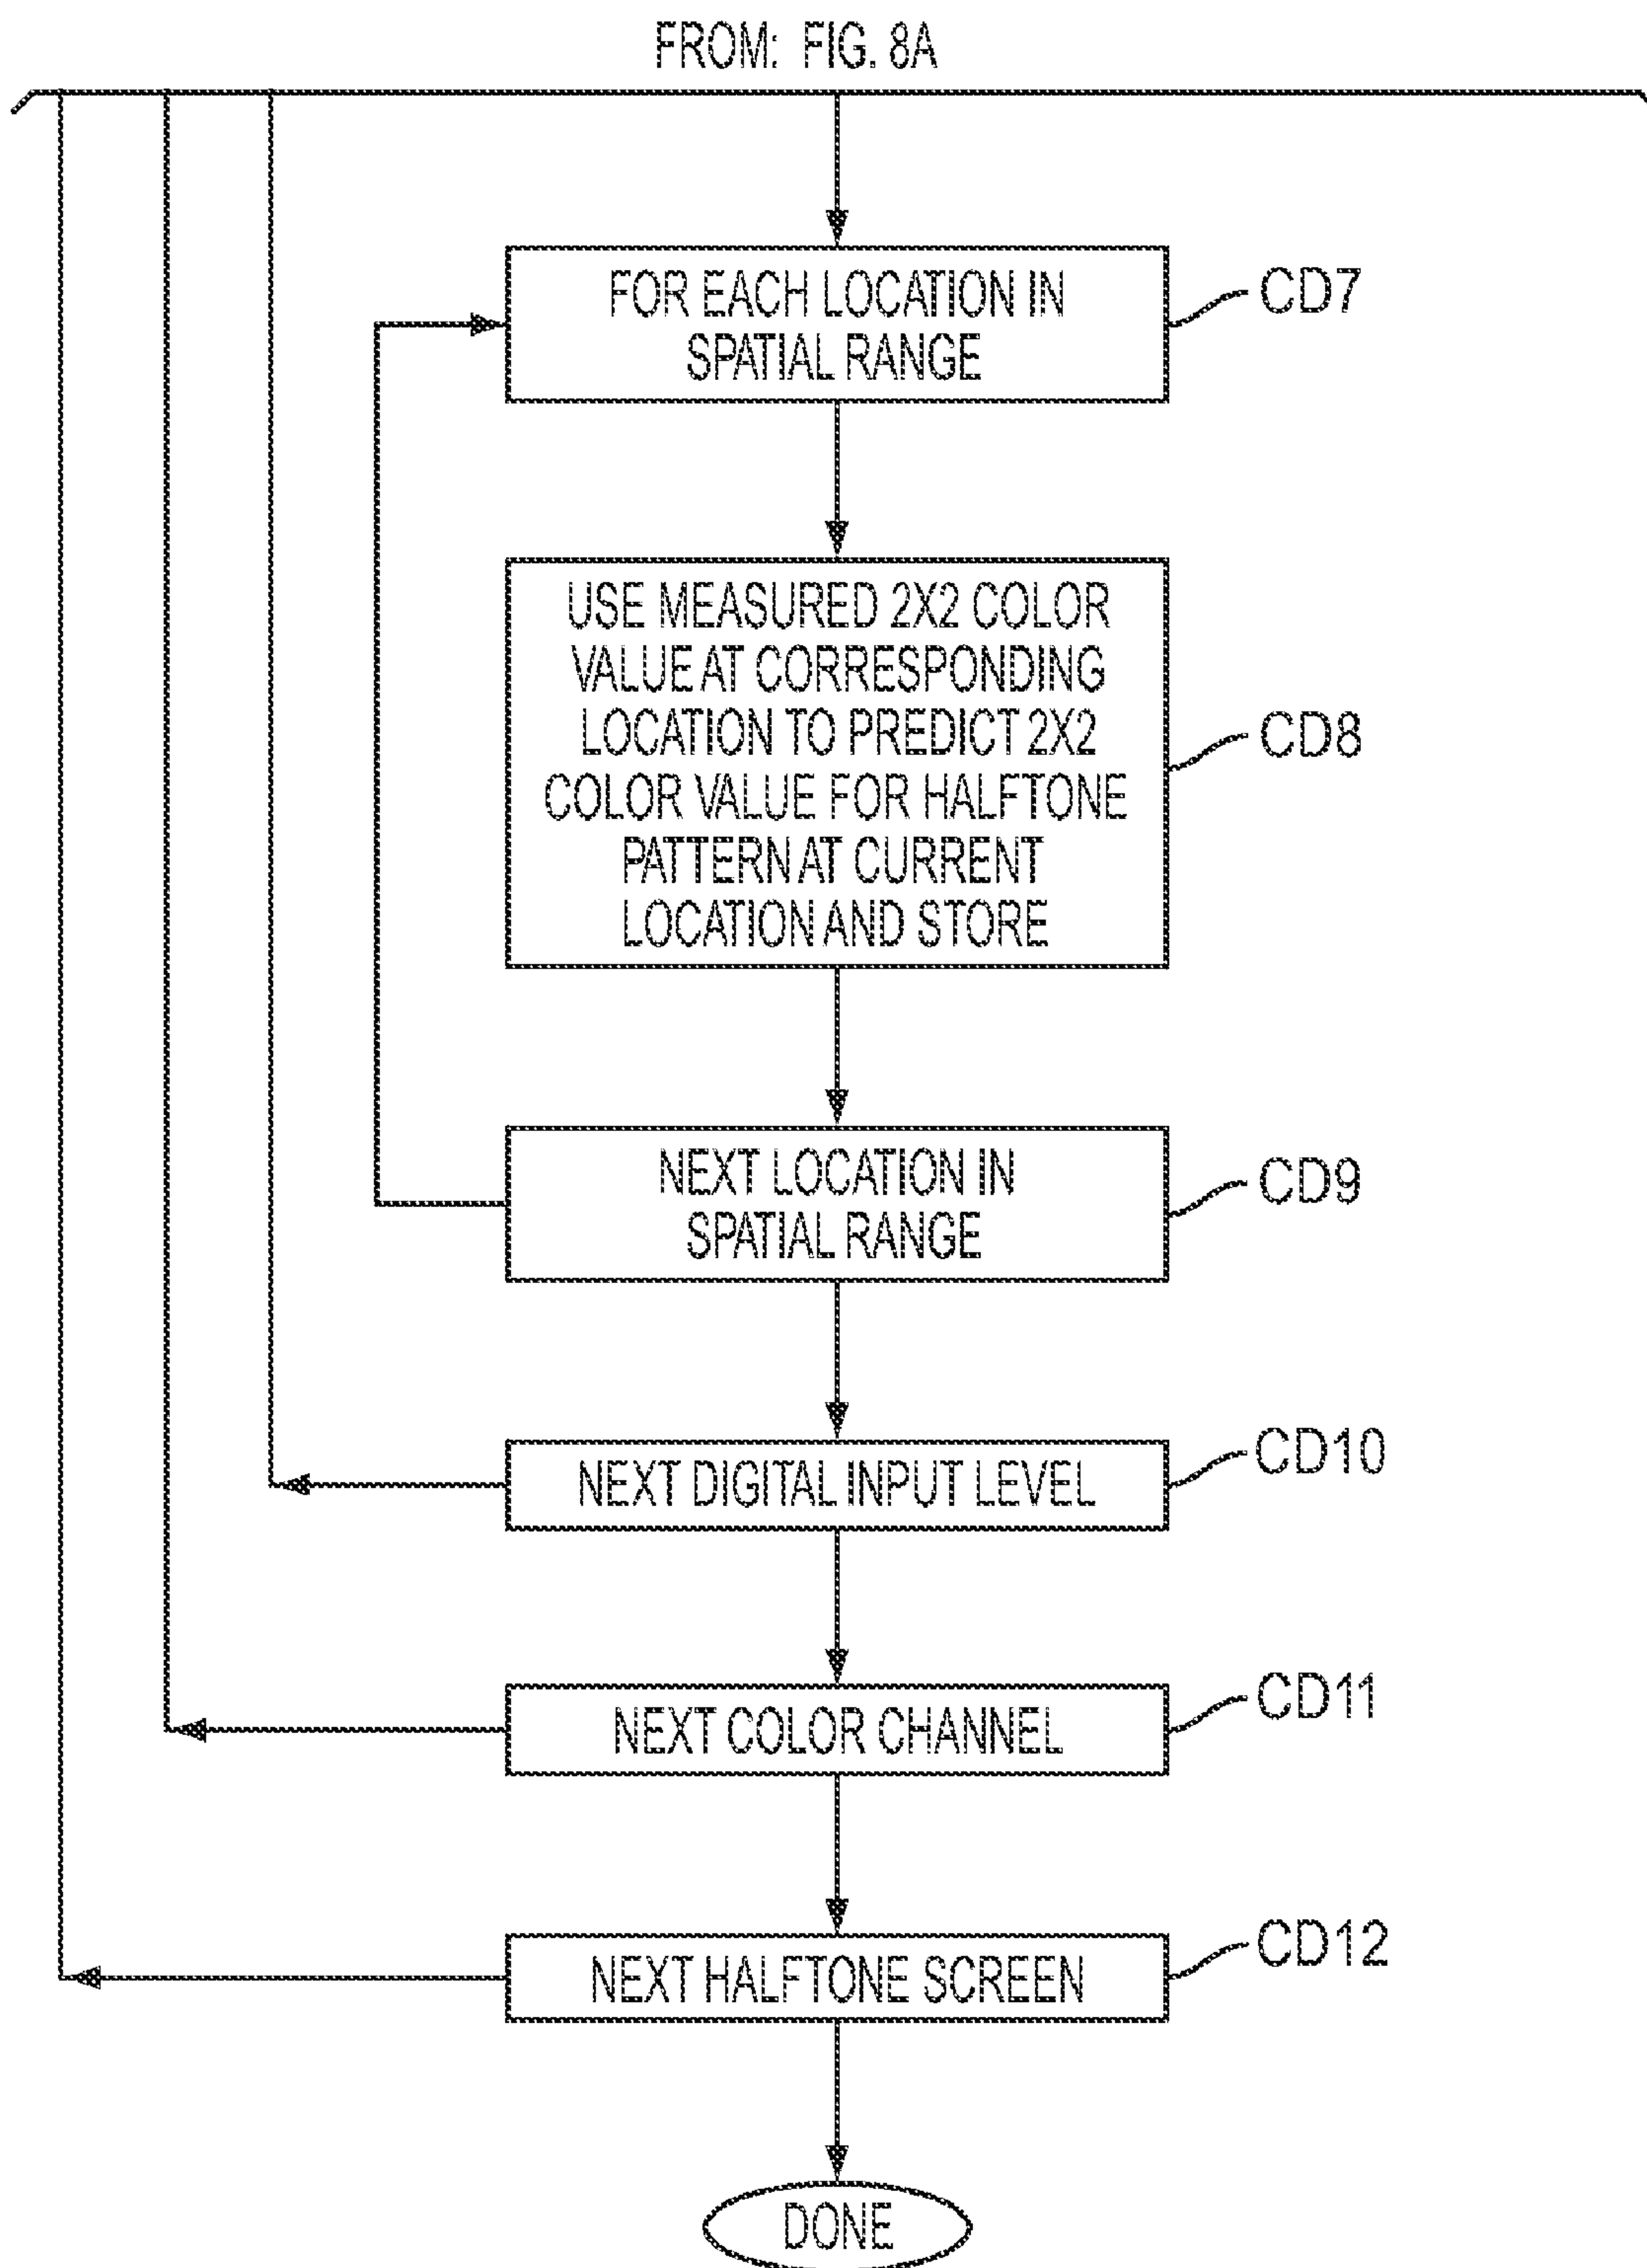 FROM: FIG. 8A
FOR EACH LOCATION IN
SPATIAL RANGE
CD7
USE MEASURED 2X2 COLOR
VALUE AT CORRESPONDING
LOCATION TO PREDICT 2X2
COLOR VALUE FOR HALFTONE
PATTERN AT CURRENT
LOCATION AND STORE
CD8
NEXT LOCATION IN
SPATIAL RANGE
CD9
NEXT DIGITAL INPUT LEVEL
CD10
NEXT COLOR CHANNEL
CD11
NEXT HALFTONE SCREEN
CD12
DONE